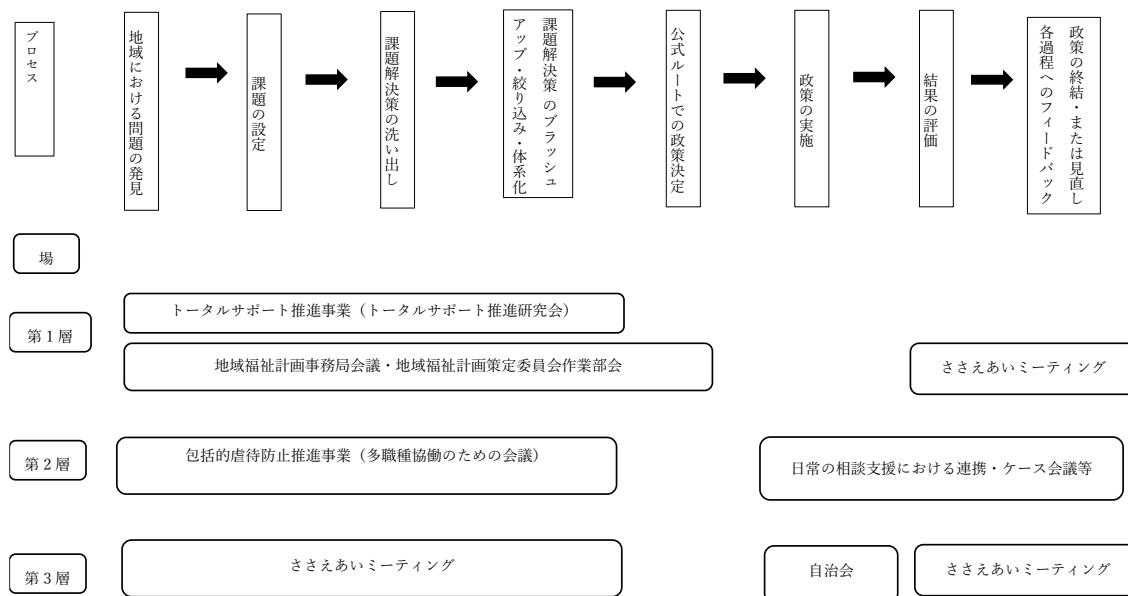 プロセス
地域における問題の発見
課題の設定
課題解決策の洗い出し
課題解決策 のブラッシュ
アップ・絞り込み・体系化
公式ルートでの政策決定
政策の実施
結果の評価
政策の終結・または見直し
各過程へのフィードバック
場
第1層
トータルサポート推進事業（トータルサポート推進研究会）
地域福祉計画事務局会議・地域福祉計画策定委員会作業部会
ささえあいミーティング
第2層
包括的虐待防止推進事業（多職種協働のための会議）
日常の相談支援における連携・ケース会議等
第3層
ささえあいミーティング
自治会
ささえあいミーティング